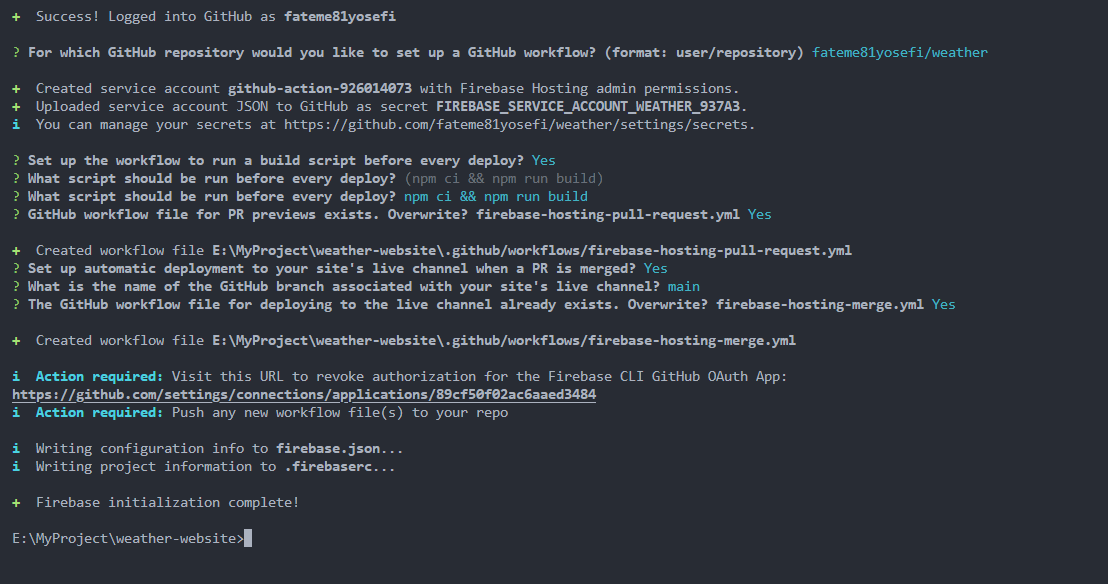 + Success! Logged into GitHub as fateme81yosefi
? For which GitHub repository would you like to set up a GitHub workflow? (format: user/repository) fateme81yosefi/weather
+ Created service account github-action-926014073 with Firebase Hosting admin permissions.
+ Uploaded service account JSON to GitHub as secret FIREBASE_SERVICE_ACCOUNT_WEATHER_937A3.
i You can manage your secrets at https://github.com/fateme81yosefi/weather/settings/secrets.
? Set up the workflow to run a build script before every deploy? Yes
? What script should be run before every deploy? (npm ci && npm run build)
? What script should be run before every deploy? npm ci && npm run build
? GitHub workflow file for PR previews exists. Overwrite? firebase-hosting-pull-request.yml Yes
+ Created workflow file E:\MyProject\weather-website\.github/workflows/firebase-hosting-pull-request.yml
? Set up automatic deployment to your site's live channel when a PR is merged? Yes
? What is the name of the GitHub branch associated with your site's live channel? main
? The GitHub workflow file for deploying to the live channel already exists. Overwrite? firebase-hosting-merge.yml Yes
+ Created workflow file E:\MyProject\weather-website\.github/workflows/firebase-hosting-merge.yml
i Action required: Visit this URL to revoke authorization for the Firebase CLI GitHub OAuth App:
https://github.com/settings/connections/applications/89cf50f02ac6aaed3484
i Action required: Push any new workflow file(s) to your repo
i Writing configuration info to firebase.json...
i Writing project information to .firebaserc...
+ Firebase initialization complete!
E:\MyProject\weather-website>